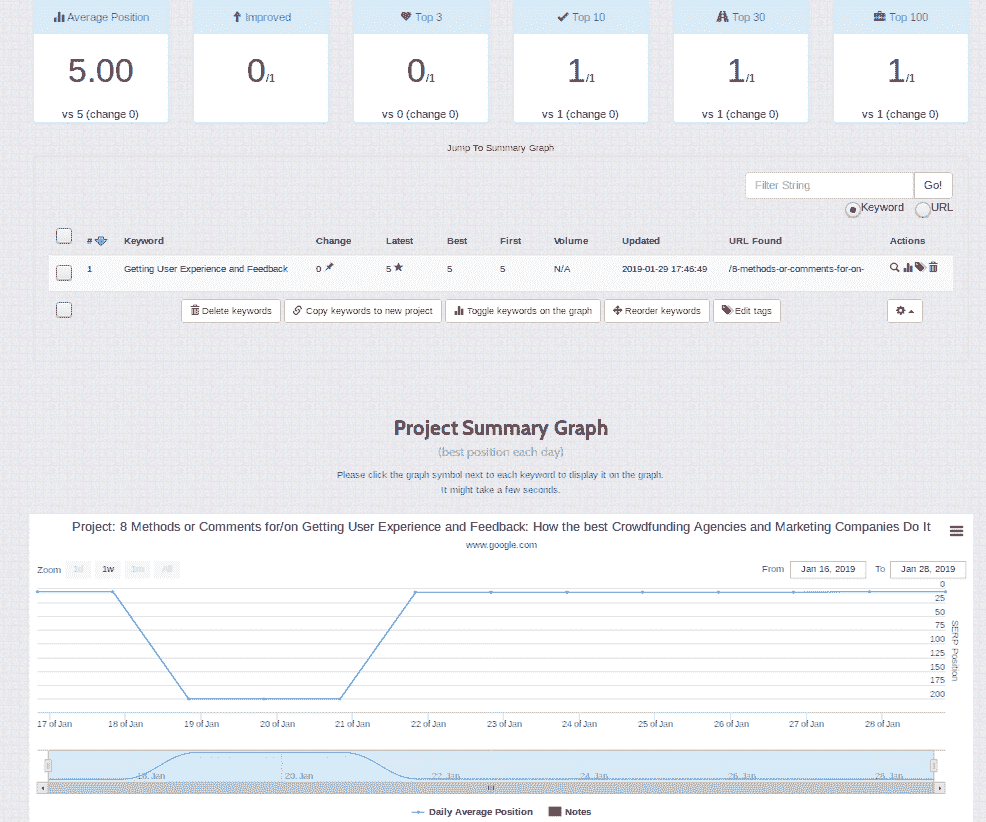 Average Position
Improved
Top 3
Top 10
Top 30
Top 100
5.00
0/1
0/1
1/1
1/1
1/1
vs 5 (change 0)
vs 0 (change 0)
vs 1 (change 0)
vs 1 (change 0)
vs 1 (change 0)
Jump To Summary Graph
Filter String
Go!
Keyword URL
# Keyword Change Latest Best First Volume Updated URL Found Actions
1 Getting User Experience and Feedback 0 5 5 5 N/A 2019-01-29 17:46:49 /8-methods-or-comments-for-on-
Delete keywords Copy keywords to new project Toggle keywords on the graph Reorder keywords Edit tags
Project Summary Graph
(best position each day)
Please click the graph symbol next to each keyword to display it on the graph.
It might take a few seconds.
Project: 8 Methods or Comments for/on Getting User Experience and Feedback: How the best Crowdfunding Agencies and Marketing Companies Do It
www.google.com
Zoom 1d 1w 1m All From Jan 16, 2019 To Jan 28, 2019
0
25
50
75
100
125
150
175
200
SERP Position
17 of Jan 18 of Jan 19 of Jan 20 of Jan 21 of Jan 22 of Jan 23 of Jan 24 of Jan 25 of Jan 26 of Jan 27 of Jan 28 of Jan
18. Jan 20. Jan 22. Jan 24. Jan 26. Jan 28. Jan
Daily Average Position Notes